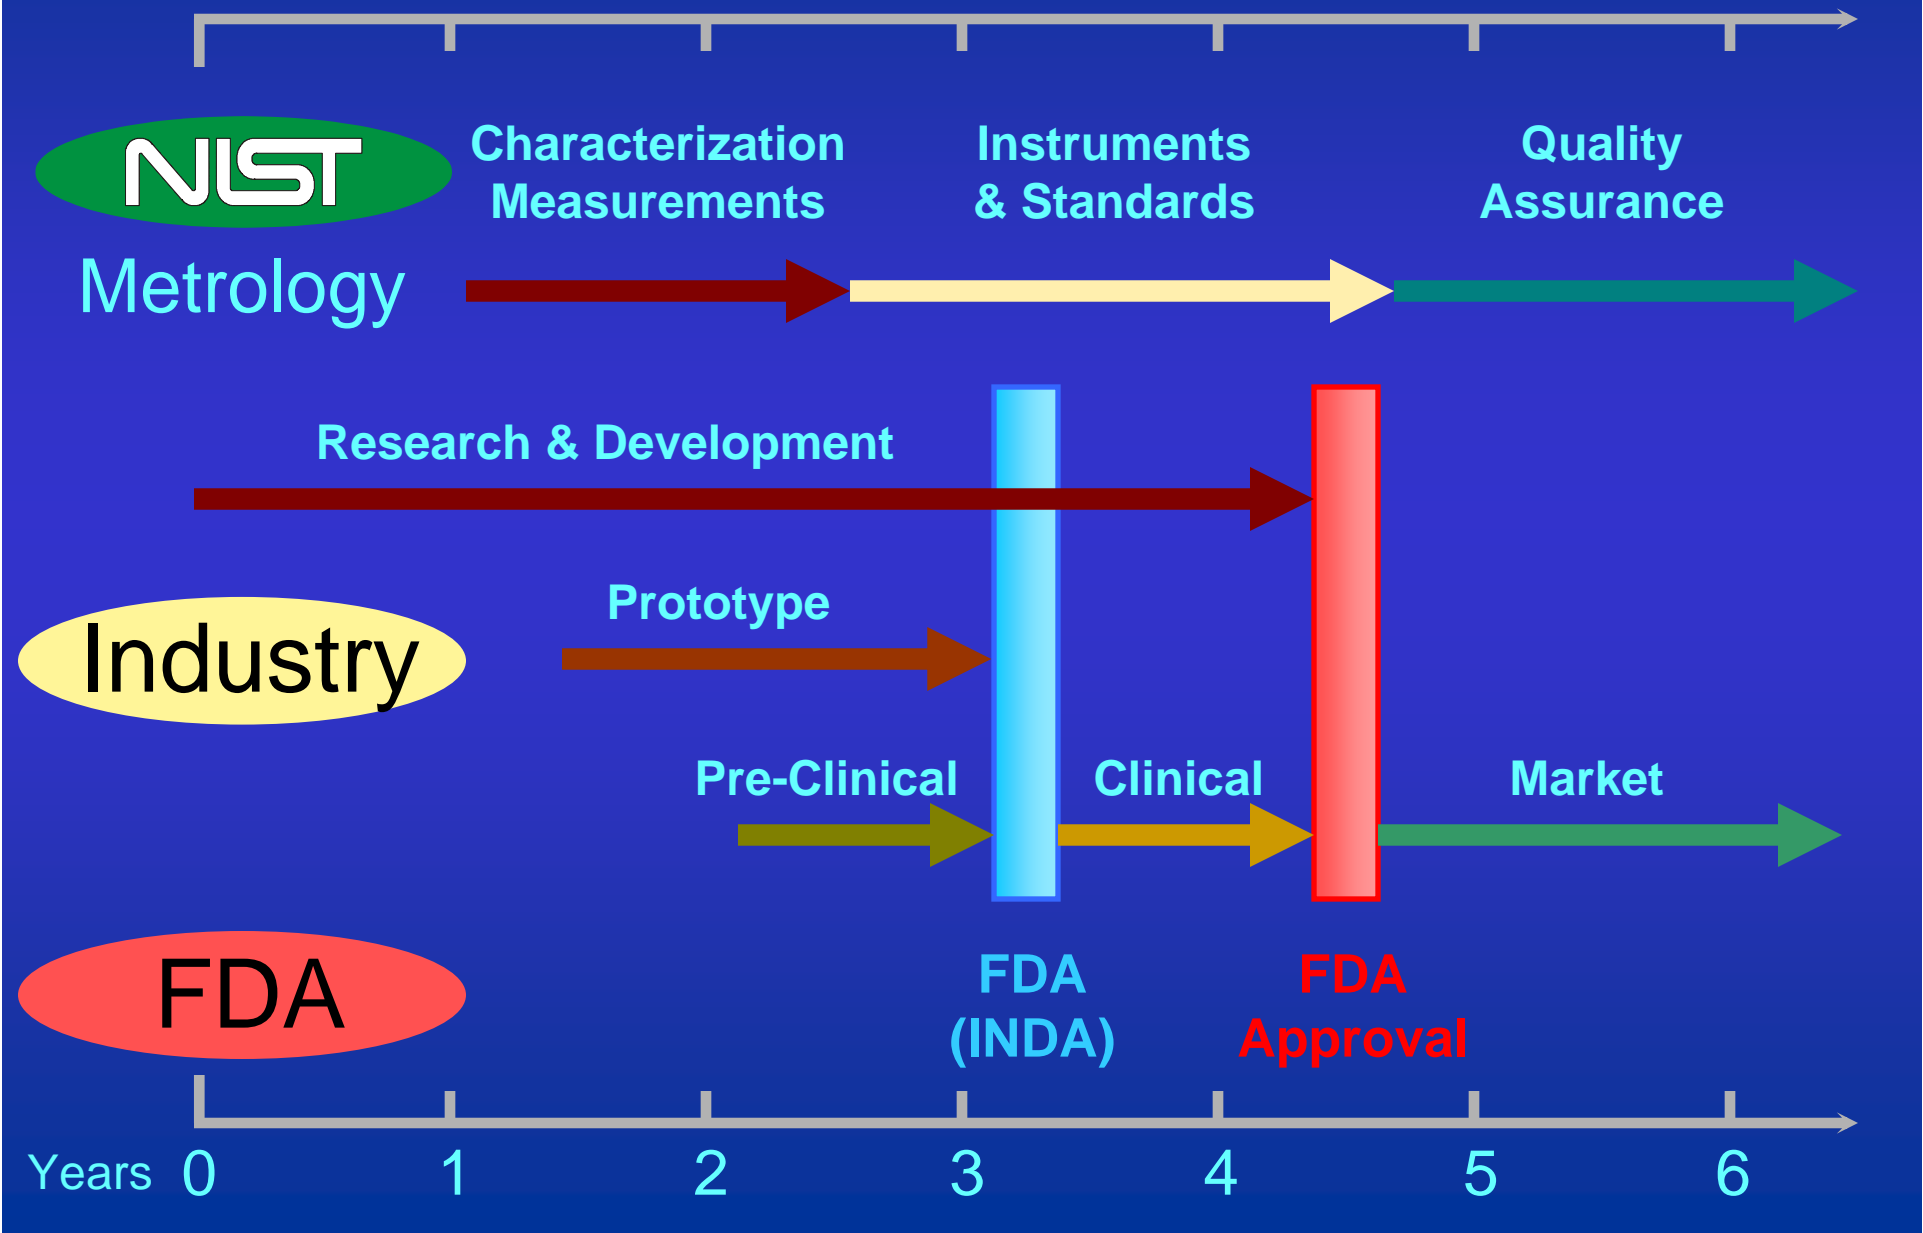 NIST
Metrology
Characterization
Measurements
Instruments
& Standards
Quality
Assurance
Research & Development
Prototype
Industry
Pre-Clinical
Clinical
Market
FDA
FDA
(INDA)
FDA
Approval
Years 0 1 2 3 4 5 6